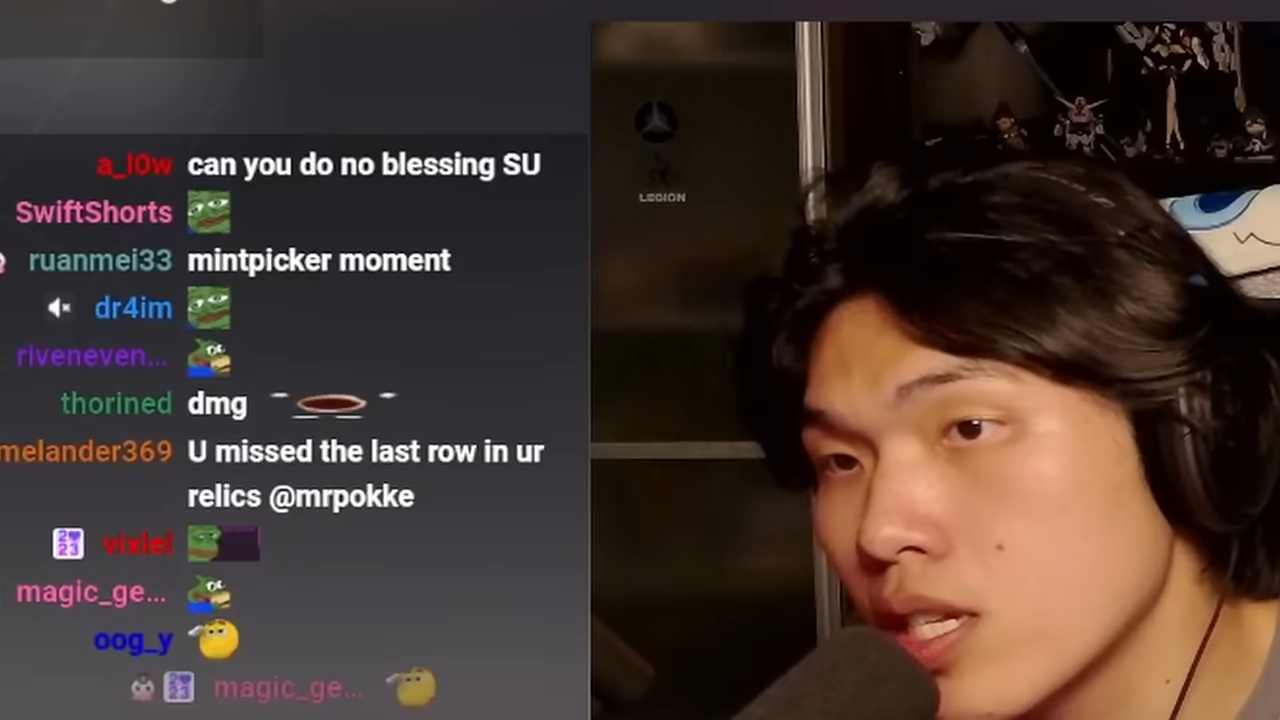 a_l0w can you do no blessing SU
SwiftShorts
ruanmei33 mintpicker moment
dr4im
riveneven...
thorined dmg
melander369 U missed the last row in ur
relics @mrpokke
vixlel
magic_ge...
oog_y
magic_ge...
LEGION